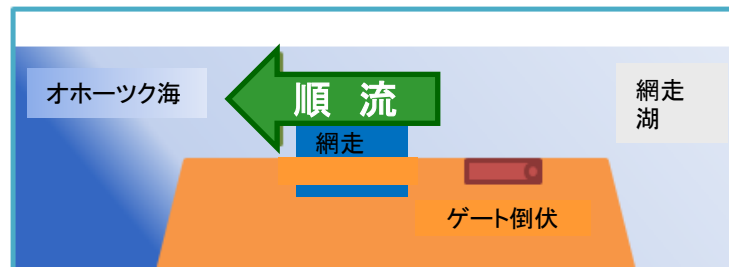 オホーツク海
順 流
網走
湖
網走
ゲート倒伏